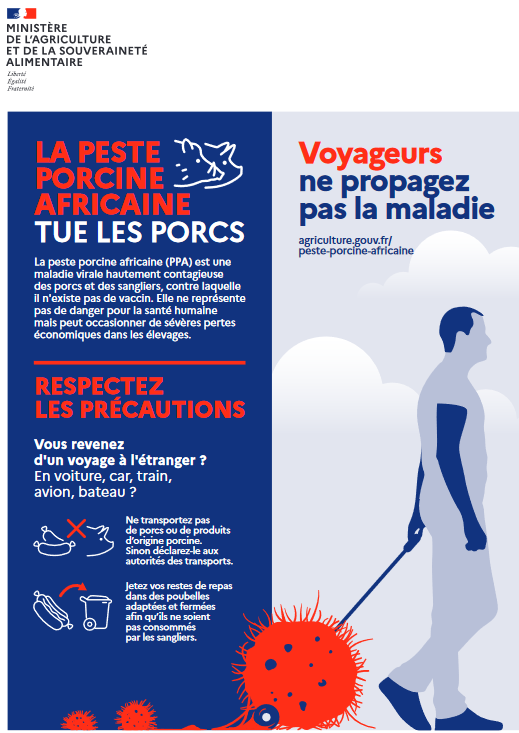 MINISTÈRE
DE L'AGRICULTURE
ET DE LA SOUVERAINETÉ
ALIMENTAIRE
Liberté
Égalité
Fraternité
LA PESTE
PORCINE
AFRICAINE
TUE LES PORCS
La peste porcine africaine (PPA) est une
maladie virale hautement contagieuse
des porcs et des sangliers, contre laquelle
il n'existe pas de vaccin. Elle ne représente
pas de danger pour la santé humaine
mais peut occasionner de sévères pertes
économiques dans les élevages.
RESPECTEZ
LES PRÉCAUTIONS
Vous revenez
d'un voyage à l'étranger ?
En voiture, car, train,
avion, bateau ?
Ne transportez pas
de porcs ou de produits
d'origine porcine.
Sinon déclarez-le aux
autorités des transports.
Jetez vos restes de repas
dans des poubelles
adaptées et fermées
afin qu'ils ne soient
pas consommés
par les sangliers.
Voyageurs
ne propagez
pas la maladie
agriculture.gouv.fr/
peste-porcine-africaine